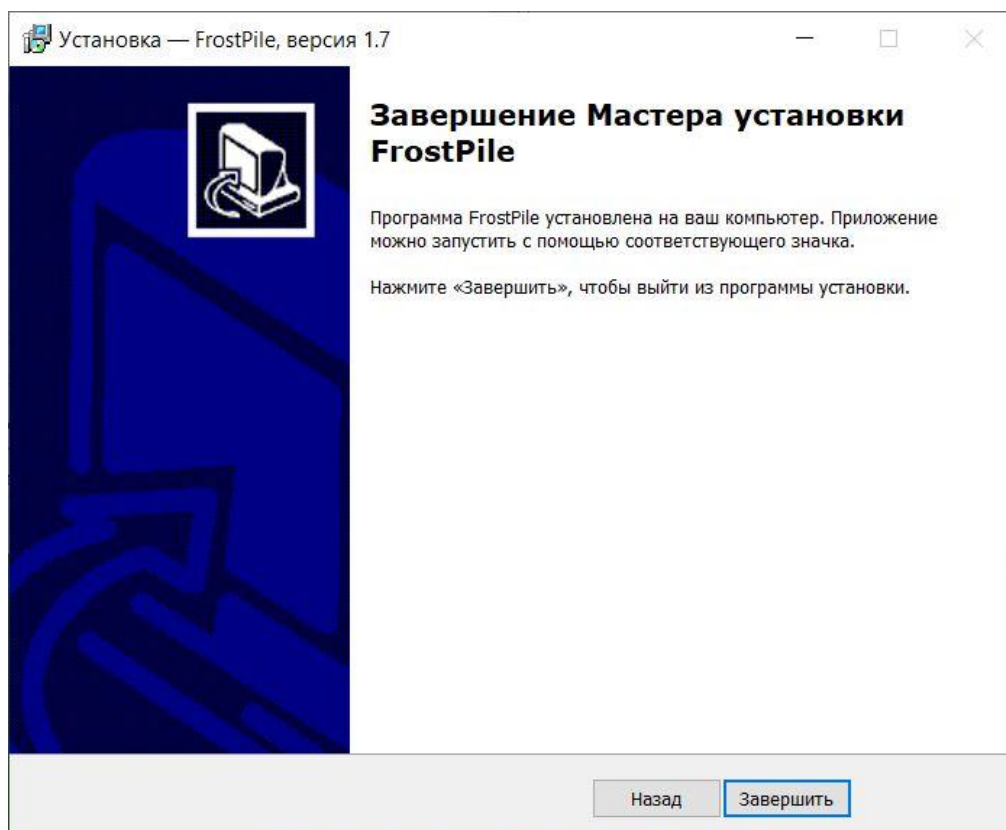 Установка — FrostPile, версия 1.7
Завершение Мастера установки
FrostPile
Программа FrostPile установлена на ваш компьютер. Приложение
можно запустить с помощью соответствующего значка.
Нажмите «Завершить», чтобы выйти из программы установки.
Назад
Завершить